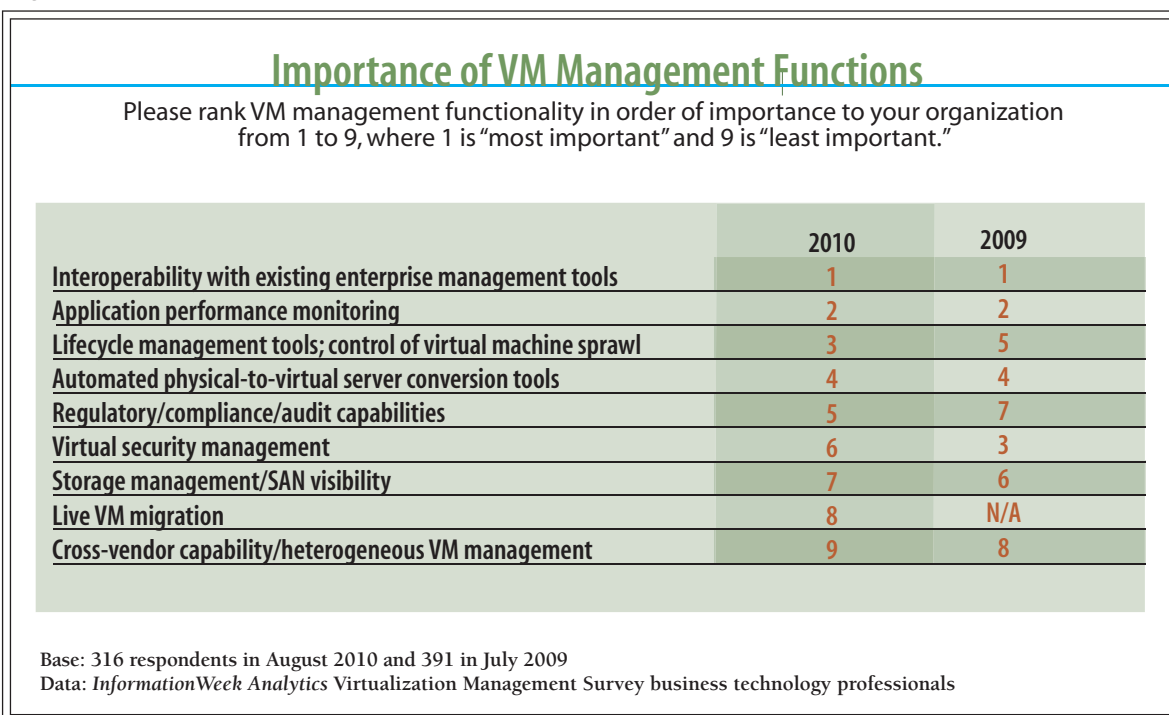 Importance of VM Management Functions
Please rank VM management functionality in order of importance to your organization
from 1 to 9, where 1 is "most important" and 9 is "least important."
2010 2009
Interoperability with existing enterprise management tools 1 1
Application performance monitoring 2 2
Lifecycle management tools; control of virtual machine sprawl 3 5
Automated physical-to-virtual server conversion tools 4 4
Regulatory/compliance/audit capabilities 5 7
Virtual security management 6 3
Storage management/SAN visibility 7 6
Live VM migration 8 N/A
Cross-vendor capability/heterogeneous VM management 9 8
Base: 316 respondents in August 2010 and 391 in July 2009
Data: InformationWeek Analytics Virtualization Management Survey business technology professionals